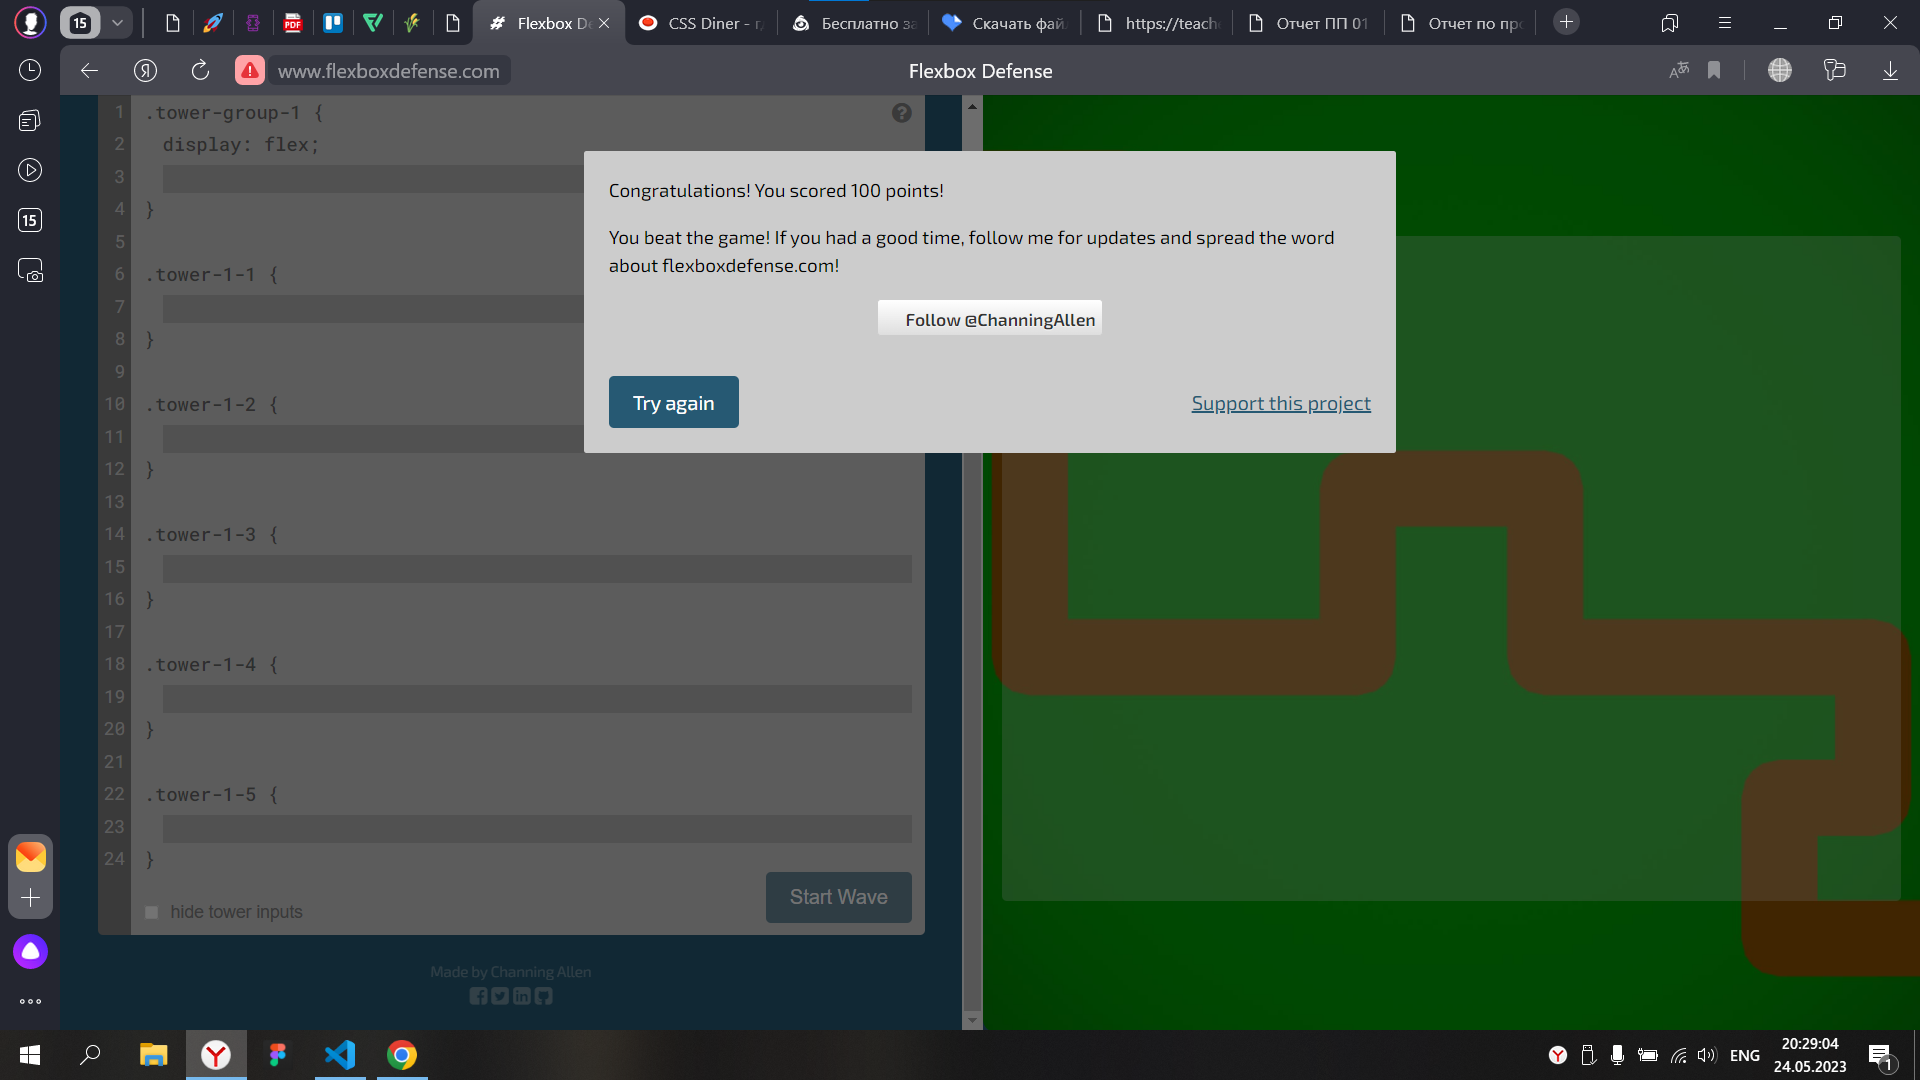 15
Flexbox De
CSS Diner - г
Бесплатно за
Скачать фай
https://teach
Отчет ПП 01
Отчет по пр
www.flexboxdefense.com
Flexbox Defense
15
PDF
1 .tower-group-1 {
2 display: flex;
3
4 }
5
6 .tower-1-1 {
7
8 }
9
10 .tower-1-2 {
11
12 }
13
14 .tower-1-3 {
15
16 }
17
18 .tower-1-4 {
19
20 }
21
22 .tower-1-5 {
23
24 }
hide tower inputs
Start Wave
Made by Channing Allen
Congratulations! You scored 100 points!
You beat the game! If you had a good time, follow me for updates and spread the word
about flexboxdefense.com!
Follow @ChanningAllen
Try again
Support this project
ENG
20:29:04
24.05.2023
1